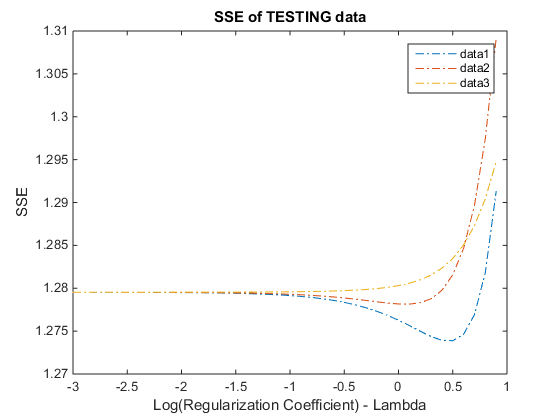 SSE of TESTING data
1.31
1.305
1.3
1.295
1.29
1.285
1.28
1.275
1.27
SSE
data1
data2
data3
-3 -2.5 -2 -1.5 -1 -0.5 0 0.5 1
Log(Regularization Coefficient) - Lambda